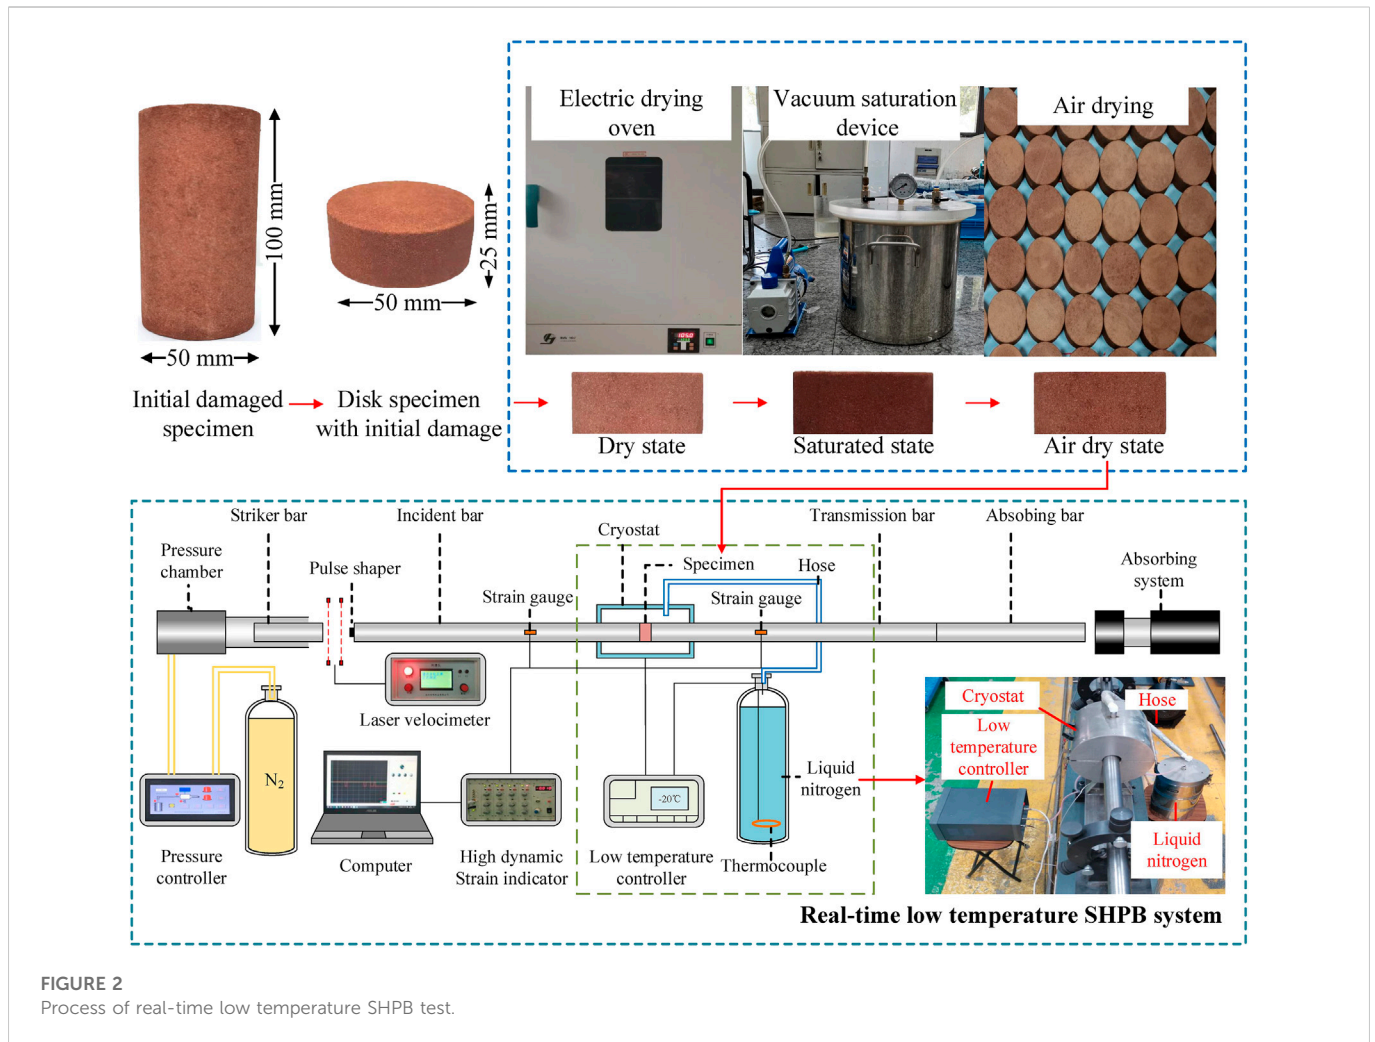 Electric drying
oven
Vacuum saturation
device
Air drying
100 mm
50 mm
25 mm
50 mm
105.0
Initial damaged
specimen
Disk specimen
with initial damage
Dry state
Saturated state
Air dry state
Striker bar
Incident bar
Cryostat
Transmission bar
Absobing bar
Pressure
chamber
Pulse shaper
Strain gauge
Specimen
Strain gauge
Hose
Absorbing
system
Laser velocimeter
N2
-20℃
Liquid
nitrogen
Pressure
controller
Computer
High dynamic
Strain indicator
Low temperature
controller
Thermocouple
Cryostat
Hose
Low
temperature
controller
Liquid
nitrogen
Real-time low temperature SHPB system
FIGURE 2
Process of real-time low temperature SHPB test.